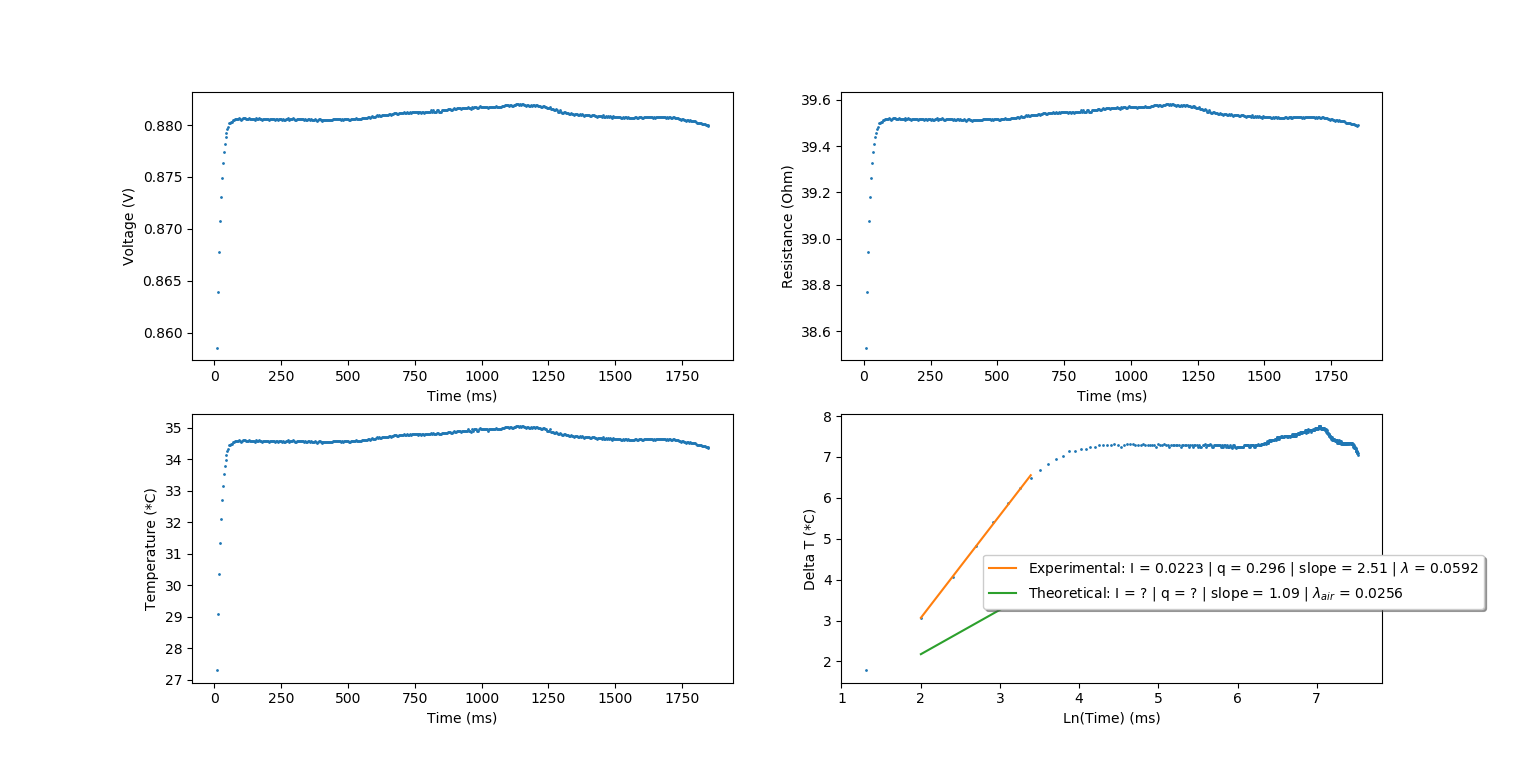 0.880
0.875
0.870
0.865
0.860
Voltage (V)
0 250 500 750 1000 1250 1500 1750
Time (ms)
39.6
39.4
39.2
39.0
38.8
38.6
Resistance (Ohm)
0 250 500 750 1000 1250 1500 1750
Time (ms)
35
34
33
32
31
30
29
28
27
Temperature (*C)
0 250 500 750 1000 1250 1500 1750
Time (ms)
8
7
6
5
4
3
2
Delta T (*C)
Experimental: I = 0.0223 | q = 0.296 | slope = 2.51 | λ = 0.0592
Theoretical: I = ? | q = ? | slope = 1.09 | λair = 0.0256
1 2 3 4 5 6 7
Ln(Time) (ms)